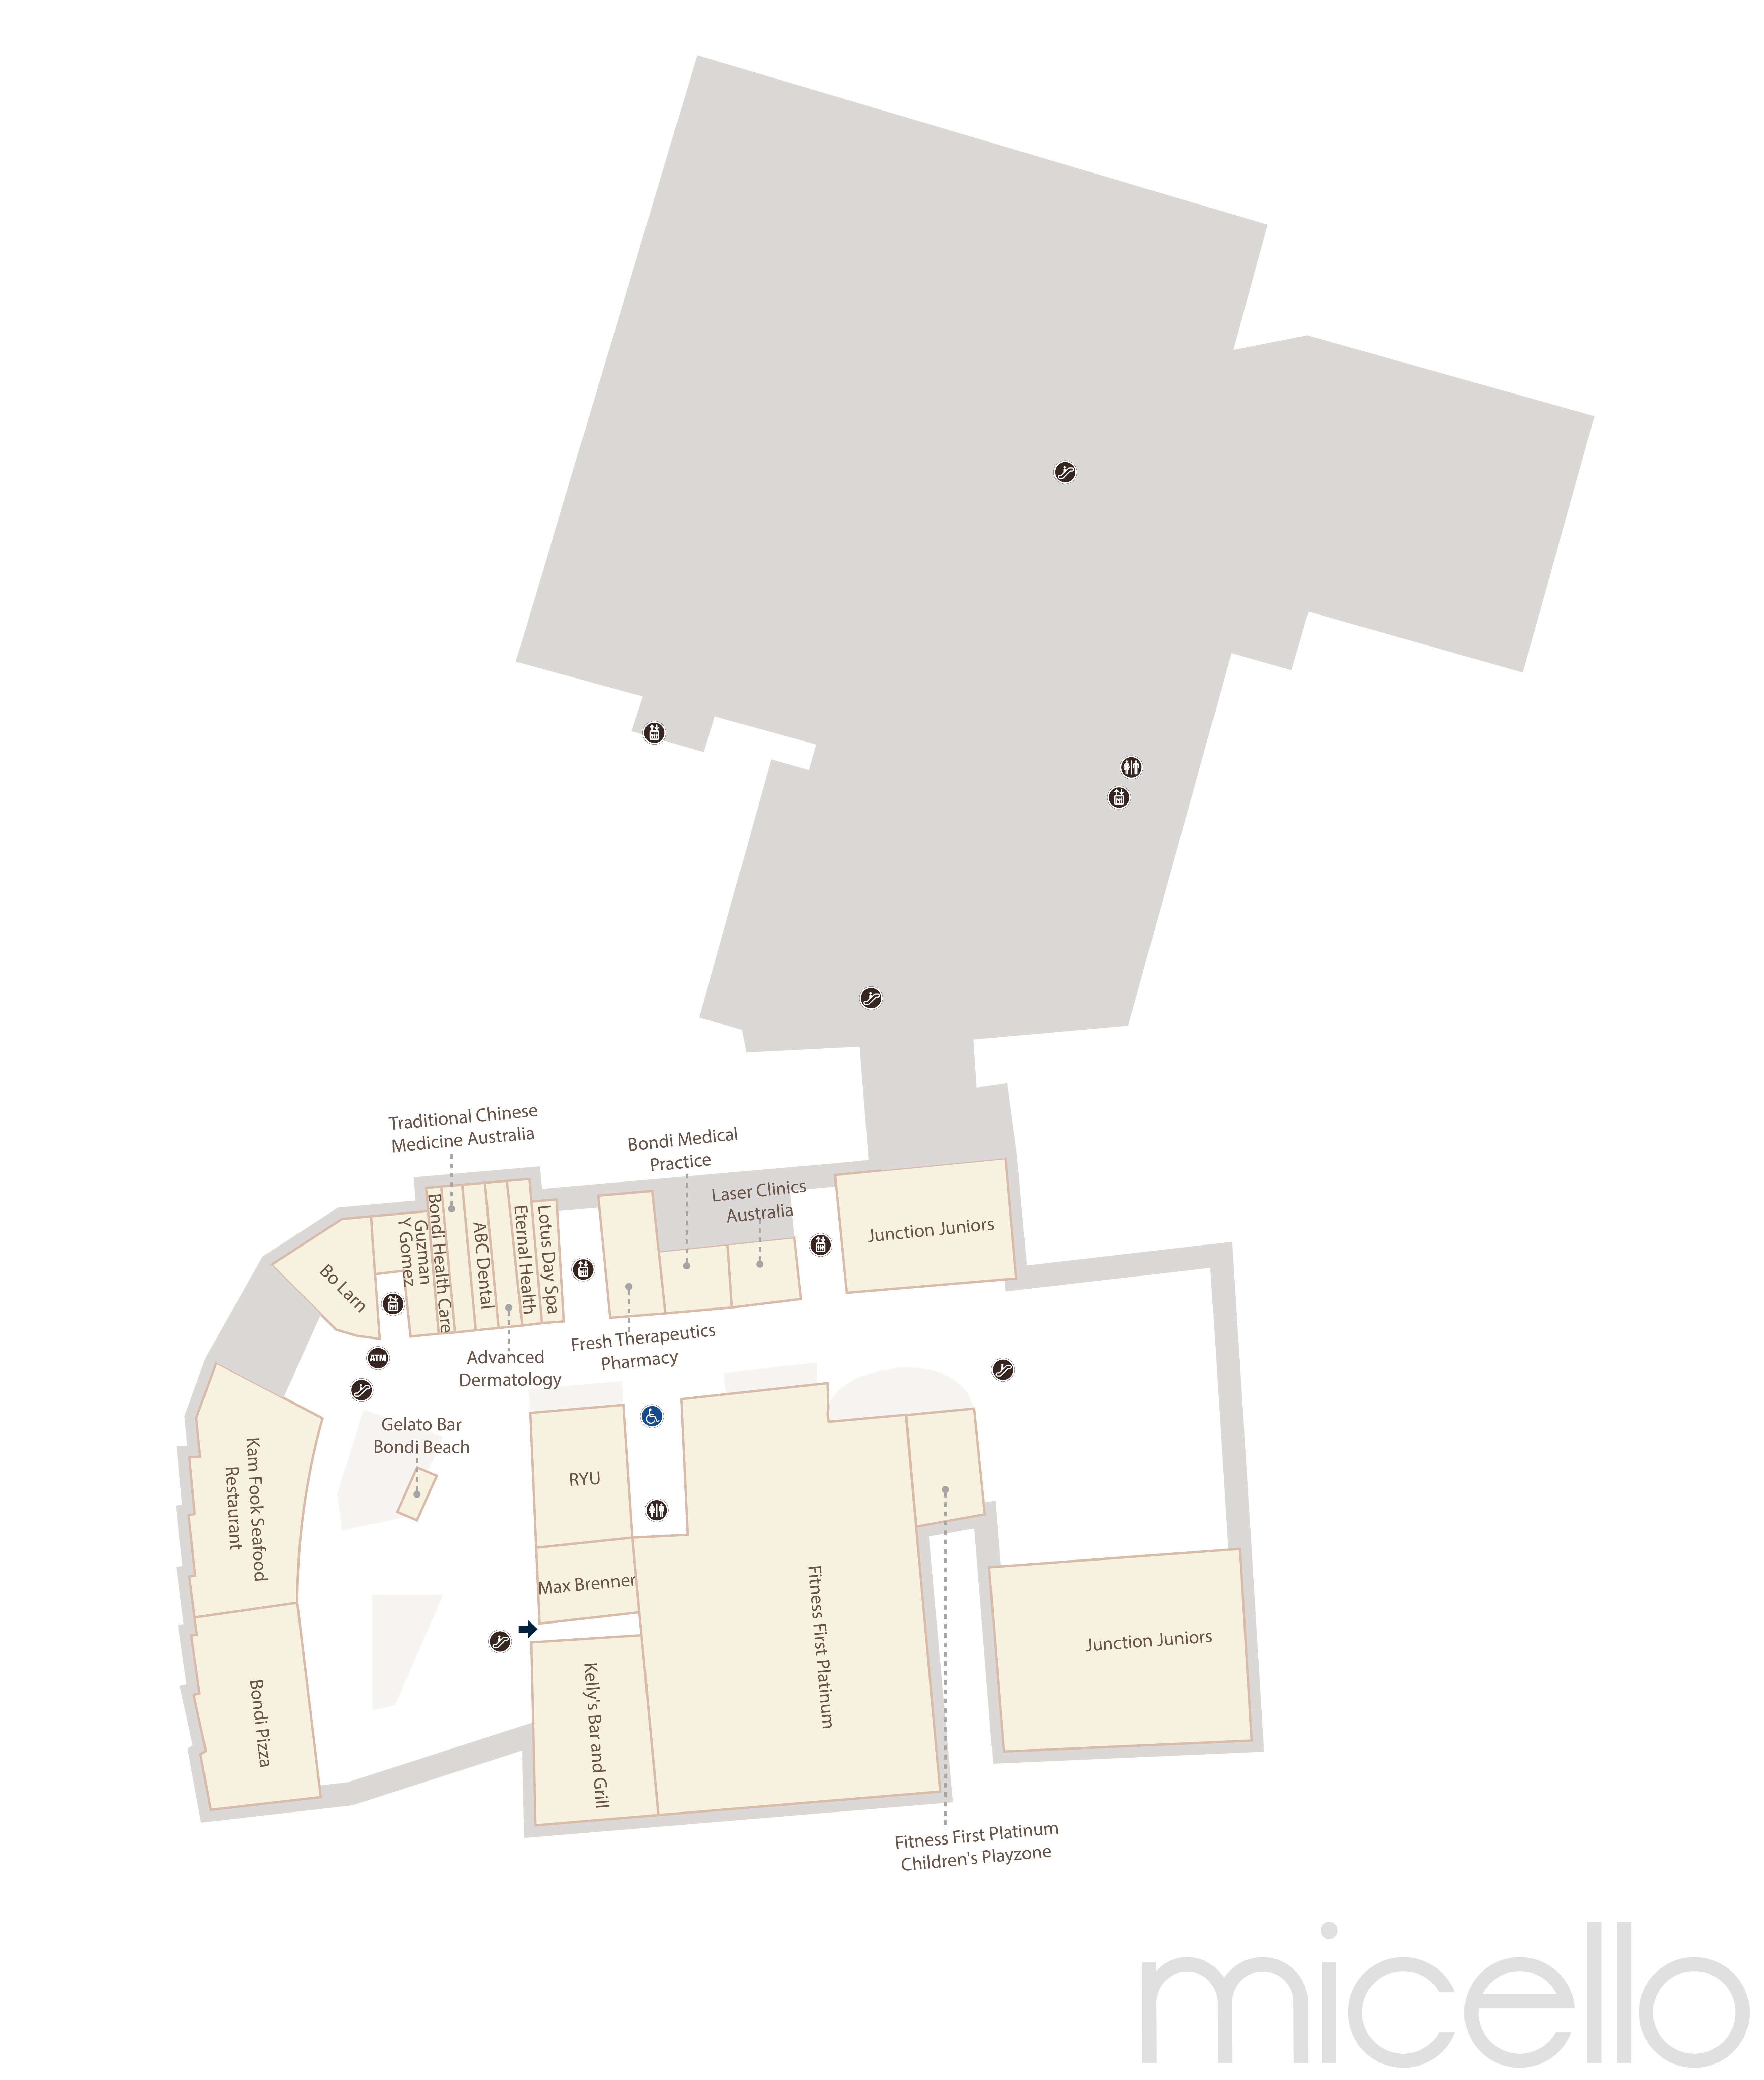 Traditional Chinese
Medicine Australia
Bondi Medical
Practice
Laser Clinics
Australia
Junction Juniors
Bo Larn
Guzman
Y Gomez
Bondi Health Care
ABC Dental
Eternal Health
Lotus Day Spa
Fresh Therapeutics
Pharmacy
Advanced
Dermatology
ATM
Gelato Bar
Bondi Beach
Kam Fook Seafood
Restaurant
RYU
Max Brenner
Fitness First Platinum
Junction Juniors
Kelly's Bar and Grill
Bondi Pizza
Fitness First Platinum
Children's Playzone
micello